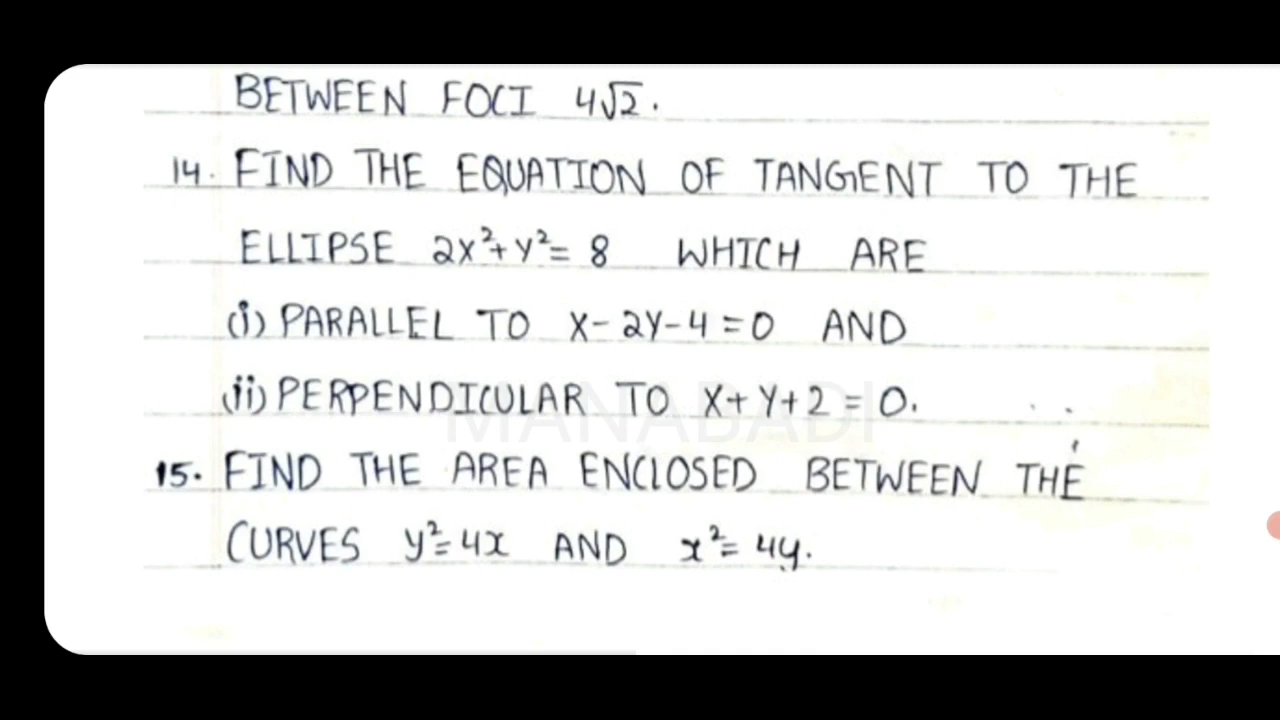 BETWEEN FOCI 4√2.
14. FIND THE EQUATION OF TANGENT TO THE
ELLIPSE 2X²+Y²= 8 WHICH ARE
(i) PARALLEL TO X-2Y-4=0 AND
(ii) PERPENDICULAR TO X+Y+2=0.
MANABADI
15. FIND THE AREA ENCLOSED BETWEEN THE
CURVES y²=4x AND x²=4y.